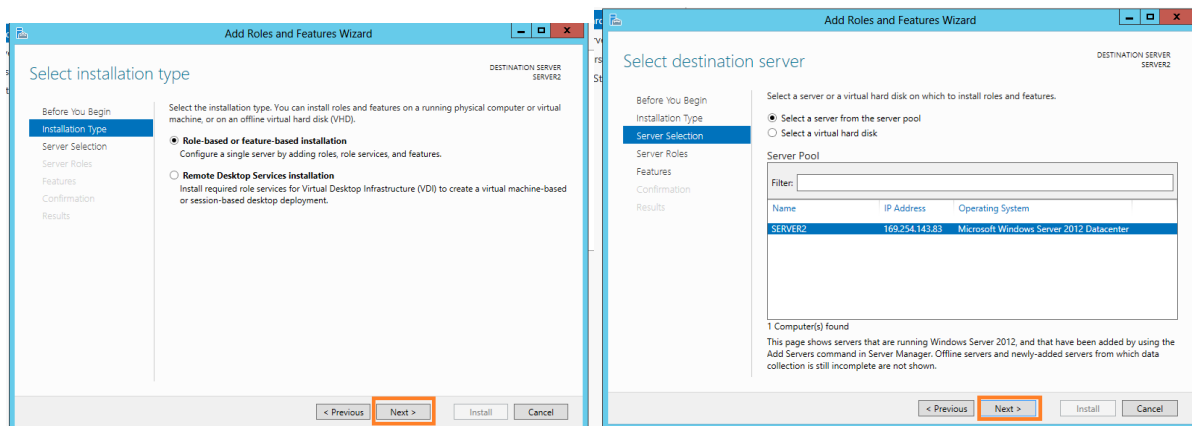 Add Roles and Features Wizard
Select installation type
DESTINATION SERVER
SERVER2
Before You Begin
Installation Type
Server Selection
Server Roles
Features
Confirmation
Results
Select the installation type. You can install roles and features on a running physical computer or virtual
machine, or on an offline virtual hard disk (VHD).
Role-based or feature-based installation
Configure a single server by adding roles, role services, and features.
Remote Desktop Services installation
Install required role services for Virtual Desktop Infrastructure (VDI) to create a virtual machine-based
or session-based desktop deployment.
< Previous
Next >
Install
Cancel
Add Roles and Features Wizard
Select destination server
DESTINATION SERVER
SERVER2
Before You Begin
Installation Type
Server Selection
Server Roles
Features
Confirmation
Results
Select a server or a virtual hard disk on which to install roles and features.
Select a server from the server pool
Select a virtual hard disk
Server Pool
Filter:
Name IP Address Operating System
SERVER2 169.254.143.83 Microsoft Windows Server 2012 Datacenter
1 Computer(s) found
This page shows servers that are running Windows Server 2012, and that have been added by using the
Add Servers command in Server Manager. Offline servers and newly-added servers from which data
collection is still incomplete are not shown.
< Previous
Next >
Install
Cancel